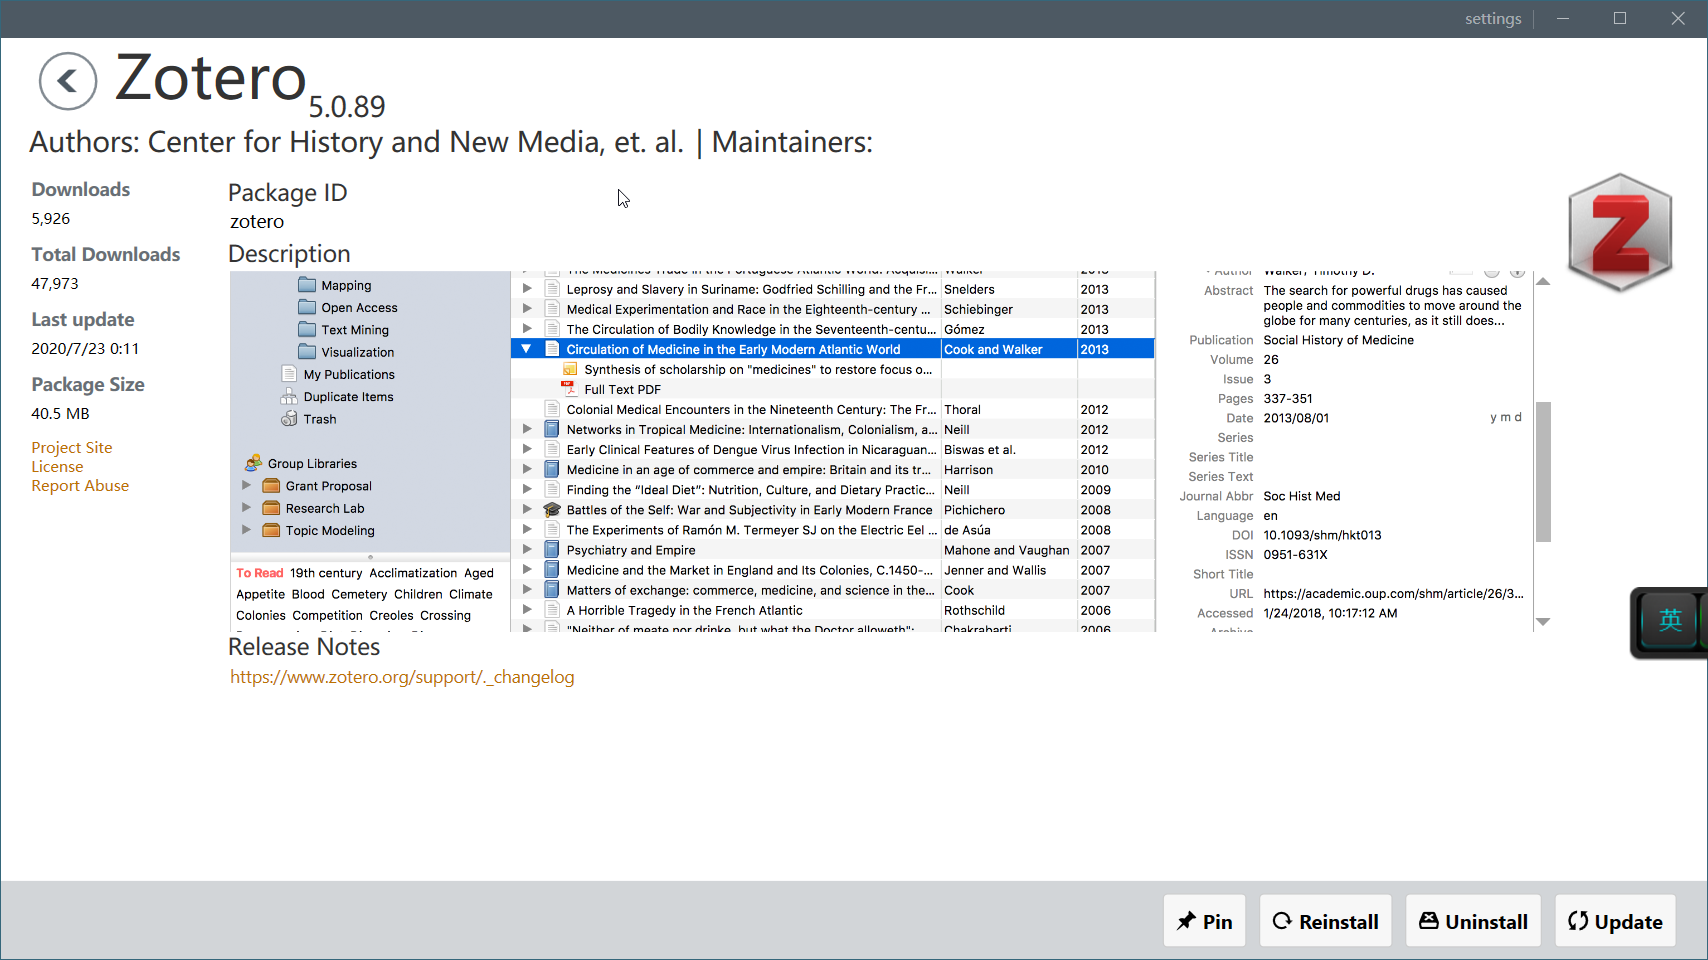 settings
Zotero 5.0.89
Authors: Center for History and New Media, et. al. | Maintainers:
Downloads
5,926
Total Downloads
47,973
Last update
2020/7/23 0:11
Package Size
40.5 MB
Project Site
License
Report Abuse
Package ID
zotero
Description
Mapping
Open Access
Text Mining
Visualization
My Publications
Duplicate Items
Trash
Group Libraries
Grant Proposal
Research Lab
Topic Modeling
To Read 19th century Acclimatization Aged
Appetite Blood Cemetery Children Climate
Colonies Competition Creoles Crossing
Leprosy and Slavery in Suriname: Godfried Schilling and the Fr... Snelders 2013
Medical Experimentation and Race in the Eighteenth-century ... Schiebinger 2013
The Circulation of Bodily Knowledge in the Seventeenth-centu... Gómez 2013
Circulation of Medicine in the Early Modern Atlantic World Cook and Walker 2013
Synthesis of scholarship on "medicines" to restore focus o...
Full Text PDF
Colonial Medical Encounters in the Nineteenth Century: The Fr... Thoral 2012
Networks in Tropical Medicine: Internationalism, Colonialism, a... Neill 2012
Early Clinical Features of Dengue Virus Infection in Nicaraguan... Biswas et al. 2012
Medicine in an age of commerce and empire: Britain and its tr... Harrison 2010
Finding the “Ideal Diet”: Nutrition, Culture, and Dietary Practic... Neill 2009
Battles of the Self: War and Subjectivity in Early Modern France Pichichero 2008
The Experiments of Ramón M. Termeyer SJ on the Electric Eel ... de Asúa 2008
Psychiatry and Empire Mahone and Vaughan 2007
Medicine and the Market in England and Its Colonies, C.1450-... Jenner and Wallis 2007
Matters of exchange: commerce, medicine, and science in the... Cook 2007
A Horrible Tragedy in the French Atlantic Rothschild 2006
"Neither of meate nor drinke, but what the Doctor alloweth": Chakrabarti 2006
Author Walker, Timothy D.
Abstract The search for powerful drugs has caused
people and commodities to move around the
globe for many centuries, as it still does...
Publication Social History of Medicine
Volume 26
Issue 3
Pages 337-351
Date 2013/08/01 y m d
Series
Series Title
Series Text
Journal Abbr Soc Hist Med
Language en
DOI 10.1093/shm/hkt013
ISSN 0951-631X
Short Title
URL https://academic.oup.com/shm/article/26/3...
Accessed 1/24/2018, 10:17:12 AM
Archive
英
Release Notes
https://www.zotero.org/support/._changelog
Pin
Reinstall
Uninstall
Update